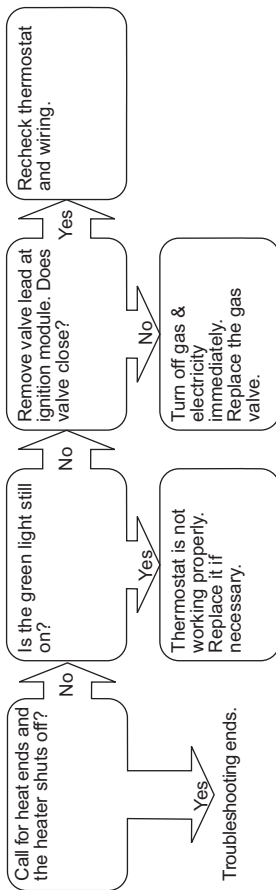 Call for heat ends and
the heater shuts off?
No
Yes
Troubleshooting ends.
Is the green light still
on?
No
Yes
Thermostat is not
working properly.
Replace it if
necessary.
Remove valve lead at
ignition module. Does
valve close?
Yes
No
Turn off gas &
electricity
immediately.
Replace the gas
valve.
Recheck thermostat
and wiring.